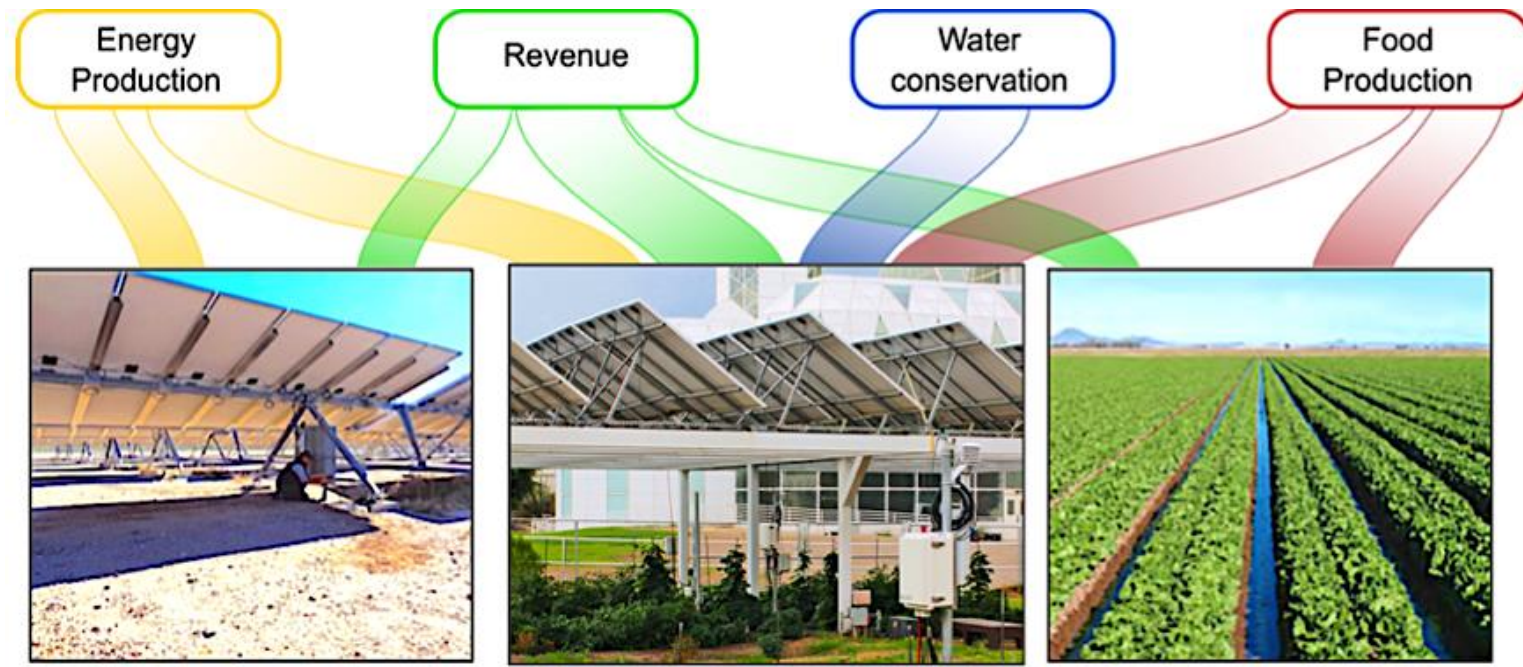 Energy
Production
Revenue
Water
conservation
Food
Production